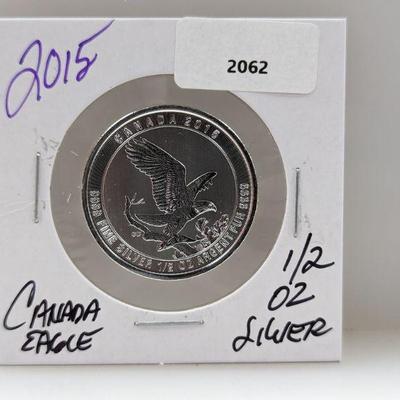 2015
2062
CANADA 2015
9999 FINE SILVER 1/2 OZ ARGENT PUR 9999
CANADA
EAGLE
1/2
OZ
SILVER